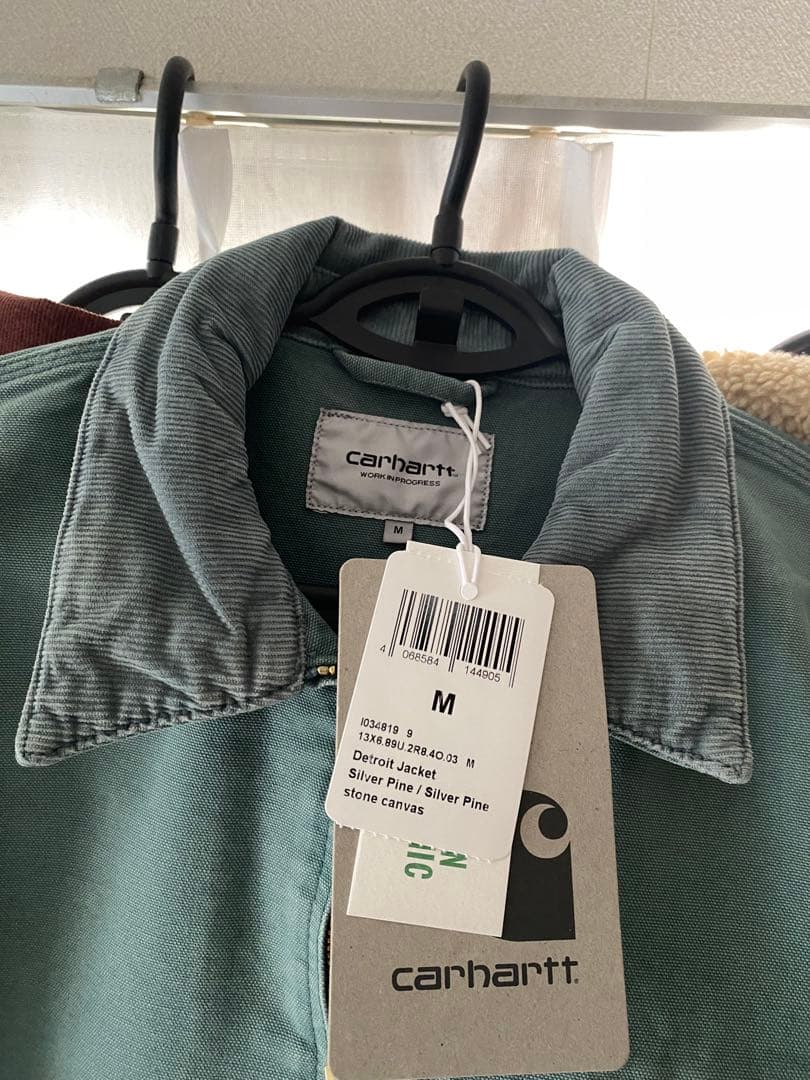 carhartt
WORK IN PROGRESS
M
4 068584 144905
M
I034819 9
13X6.89U.2R8.4O.03 M
Detroit Jacket
Silver Pine / Silver Pine
stone canvas
carhartt.